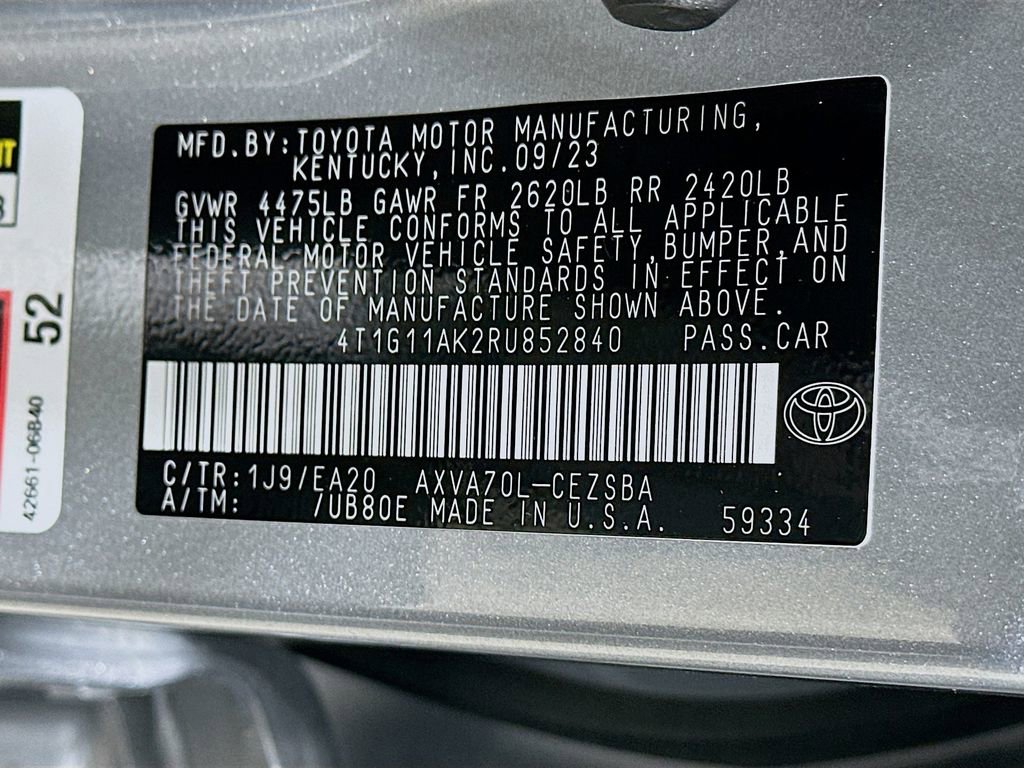 MFD.BY:TOYOTA MOTOR MANUFACTURING,
KENTUCKY,INC.09/23
GVWR 4475LB GAWR FR 2620LB RR 2420LB
THIS VEHICLE CONFORMS TO ALL APPLICABLE
FEDERAL MOTOR VEHICLE SAFETY,BUMPER,AND
THEFT PREVENTION STANDARDS IN EFFECT ON
THE DATE OF MANUFACTURE SHOWN ABOVE.
4T1G11AK2RU852840 PASS.CAR
C/TR:1J9/EA20 AXVA70L-CEZSBA
A/TM: /UB80E MADE IN U.S.A. 59334
52
42661-06B40